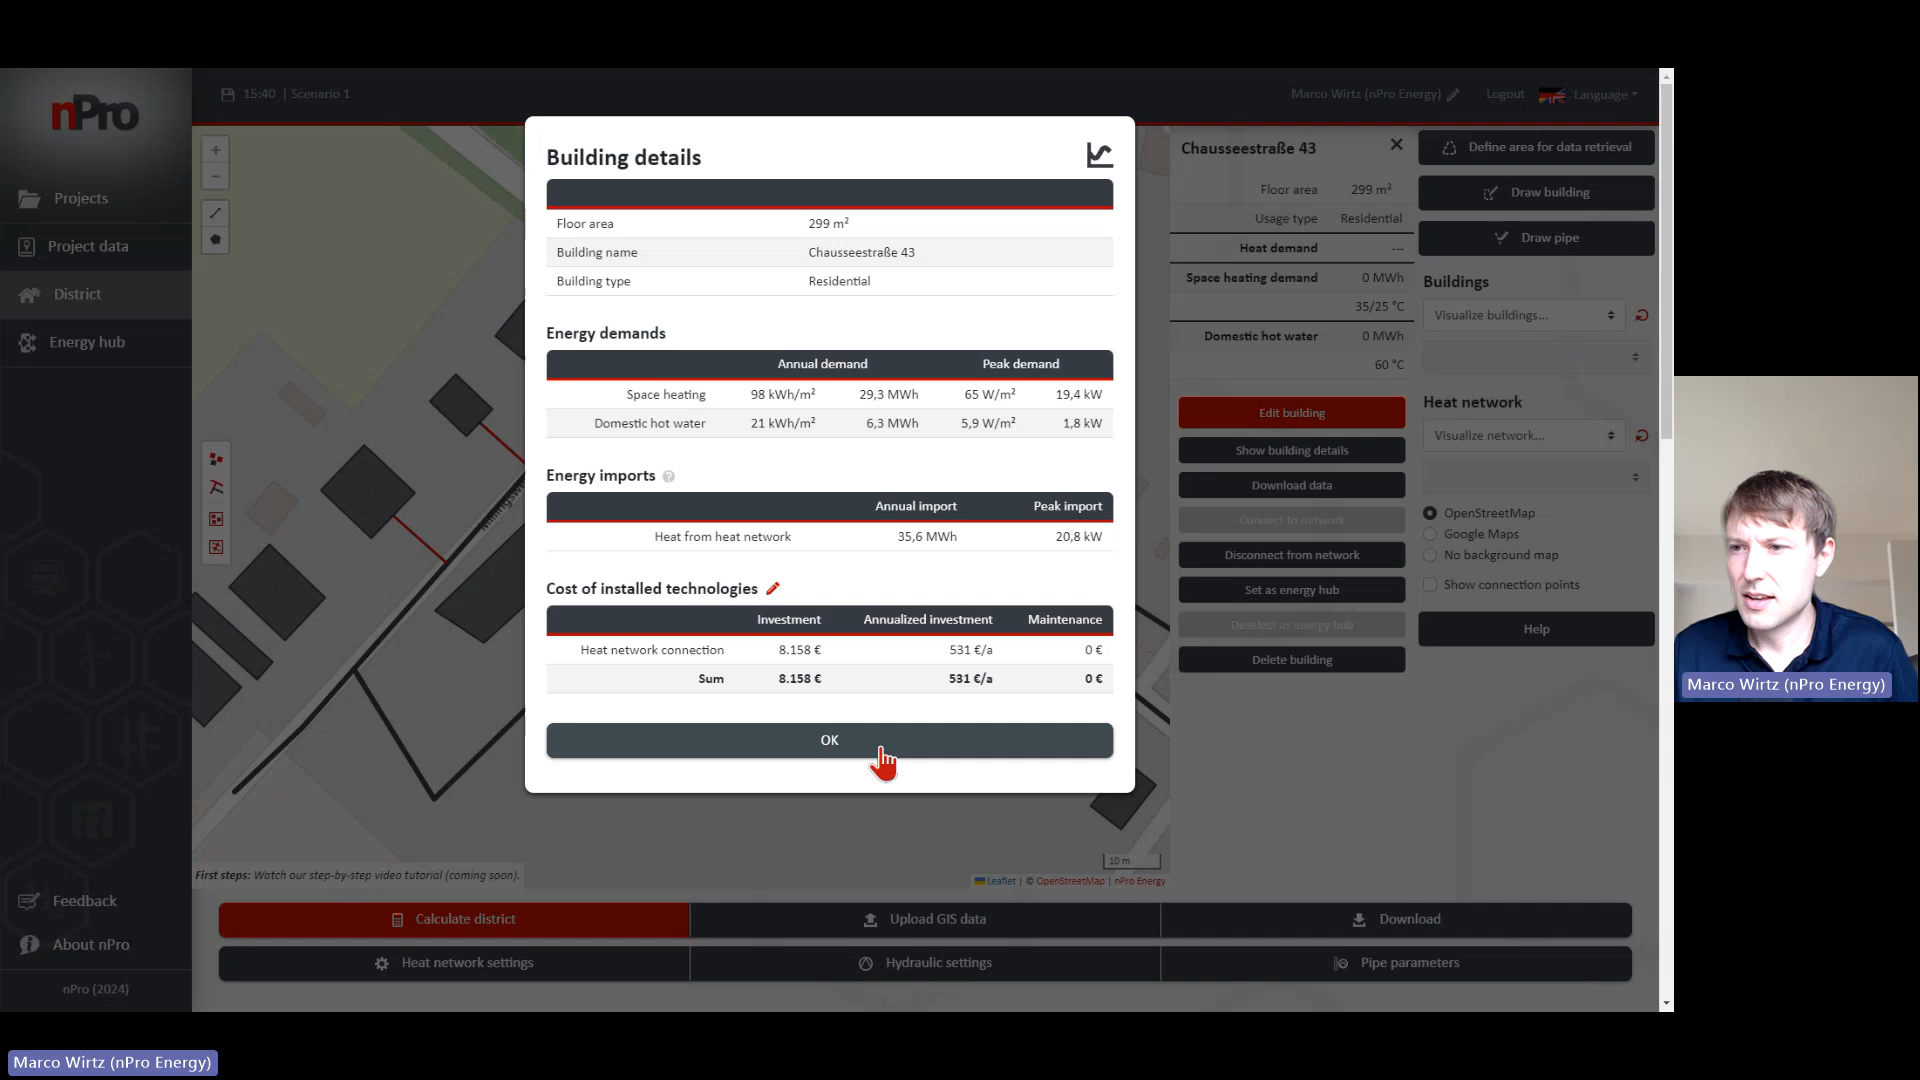 nPro
Projects
Project data
District
Energy hub
Feedback
About nPro
nPro (2024)
15:40 | Scenario 1
Marco Wirtz (nPro Energy)
Logout
Language
Building details
Floor area 299 m²
Building name Chausseestraße 43
Building type Residential
Energy demands
Annual demand Peak demand
Space heating 98 kWh/m² 29,3 MWh 65 W/m² 19,4 kW
Domestic hot water 21 kWh/m² 6,3 MWh 5,9 W/m² 1,8 kW
Energy imports ?
Annual import Peak import
Heat from heat network 35,6 MWh 20,8 kW
Cost of installed technologies
Investment Annualized investment Maintenance
Heat network connection 8.158 € 531 €/a 0 €
Sum 8.158 € 531 €/a 0 €
OK
+
−
First steps: Watch our step-by-step video tutorial (coming soon).
10 m
Leaflet | © OpenStreetMap | nPro Energy
Chausseestraße 43
Floor area 299 m²
Usage type Residential
Heat demand ---
Space heating demand 0 MWh
35/25 °C
Domestic hot water 0 MWh
60 °C
Edit building
Show building details
Download data
Connect to network
Disconnect from network
Set as energy hub
Deselect as energy hub
Delete building
Define area for data retrieval
Draw building
Draw pipe
Buildings
Visualize buildings...
Heat network
Visualize network...
OpenStreetMap
Google Maps
No background map
Show connection points
Help
Calculate district
Upload GIS data
Download
Heat network settings
Hydraulic settings
Pipe parameters
Marco Wirtz (nPro Energy)
Marco Wirtz (nPro Energy)